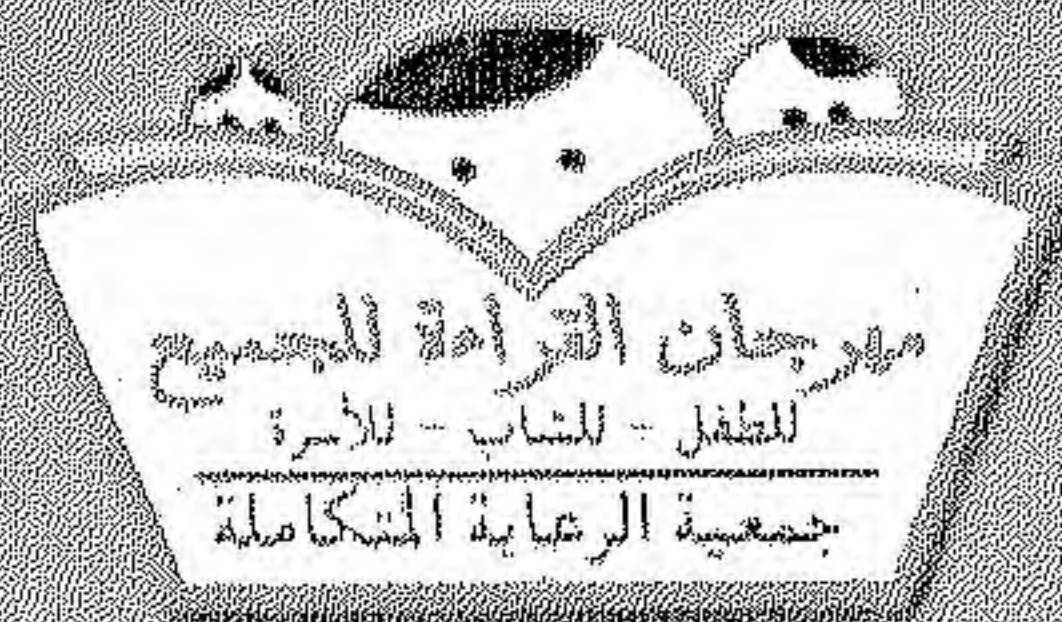 مهرجان القراءة للجميع
للطفل - للشاب - للأسرة
جمعية الرعاية المتكاملة